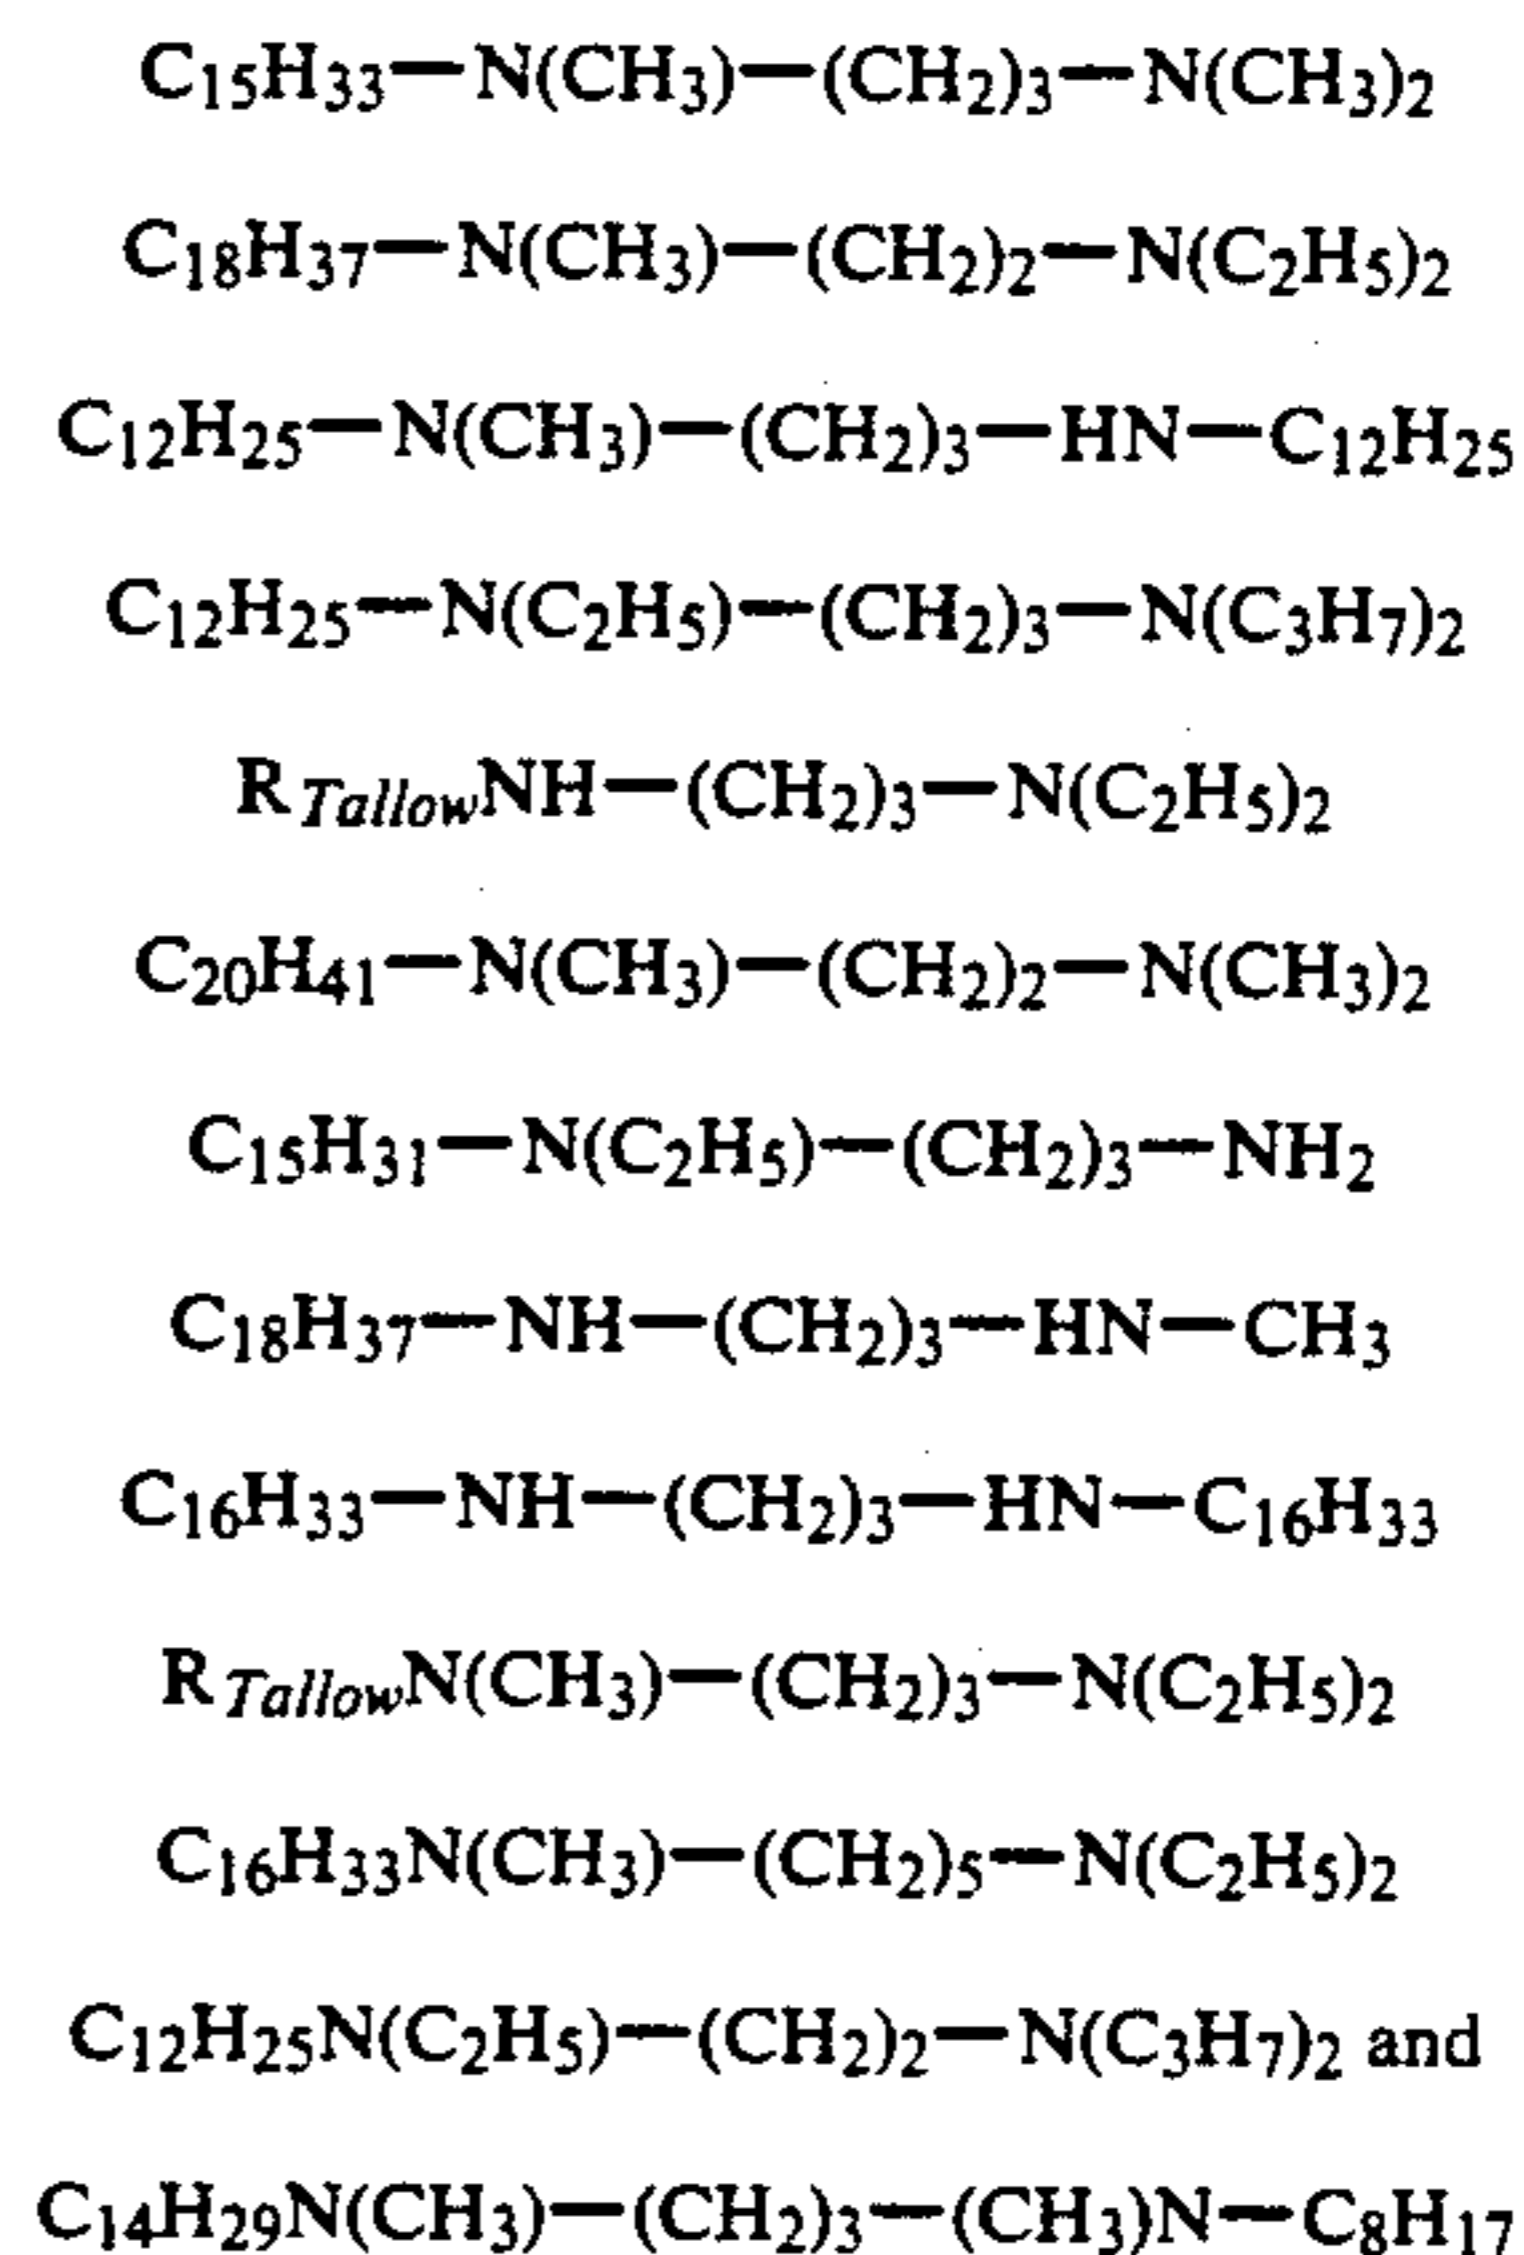 C₁₅H₃₃—N(CH₃)—(CH₂)₃—N(CH₃)₂
C₁₈H₃₇—N(CH₃)—(CH₂)₂—N(C₂H₅)₂
C₁₂H₂₅—N(CH₃)—(CH₂)₃—HN—C₁₂H₂₅
C₁₂H₂₅—N(C₂H₅)—(CH₂)₃—N(C₃H₇)₂
R TallowNH—(CH₂)₃—N(C₂H₅)₂
C₂₀H₄₁—N(CH₃)—(CH₂)₂—N(CH₃)₂
C₁₅H₃₁—N(C₂H₅)—(CH₂)₃—NH₂
C₁₈H₃₇—NH—(CH₂)₃—HN—CH₃
C₁₆H₃₃—NH—(CH₂)₃—HN—C₁₆H₃₃
R TallowN(CH₃)—(CH₂)₃—N(C₂H₅)₂
C₁₆H₃₃N(CH₃)—(CH₂)₅—N(C₂H₅)₂
C₁₂H₂₅N(C₂H₅)—(CH₂)₂—N(C₃H₇)₂ and
C₁₄H₂₉N(CH₃)—(CH₂)₃—(CH₃)N—C₈H₁₇